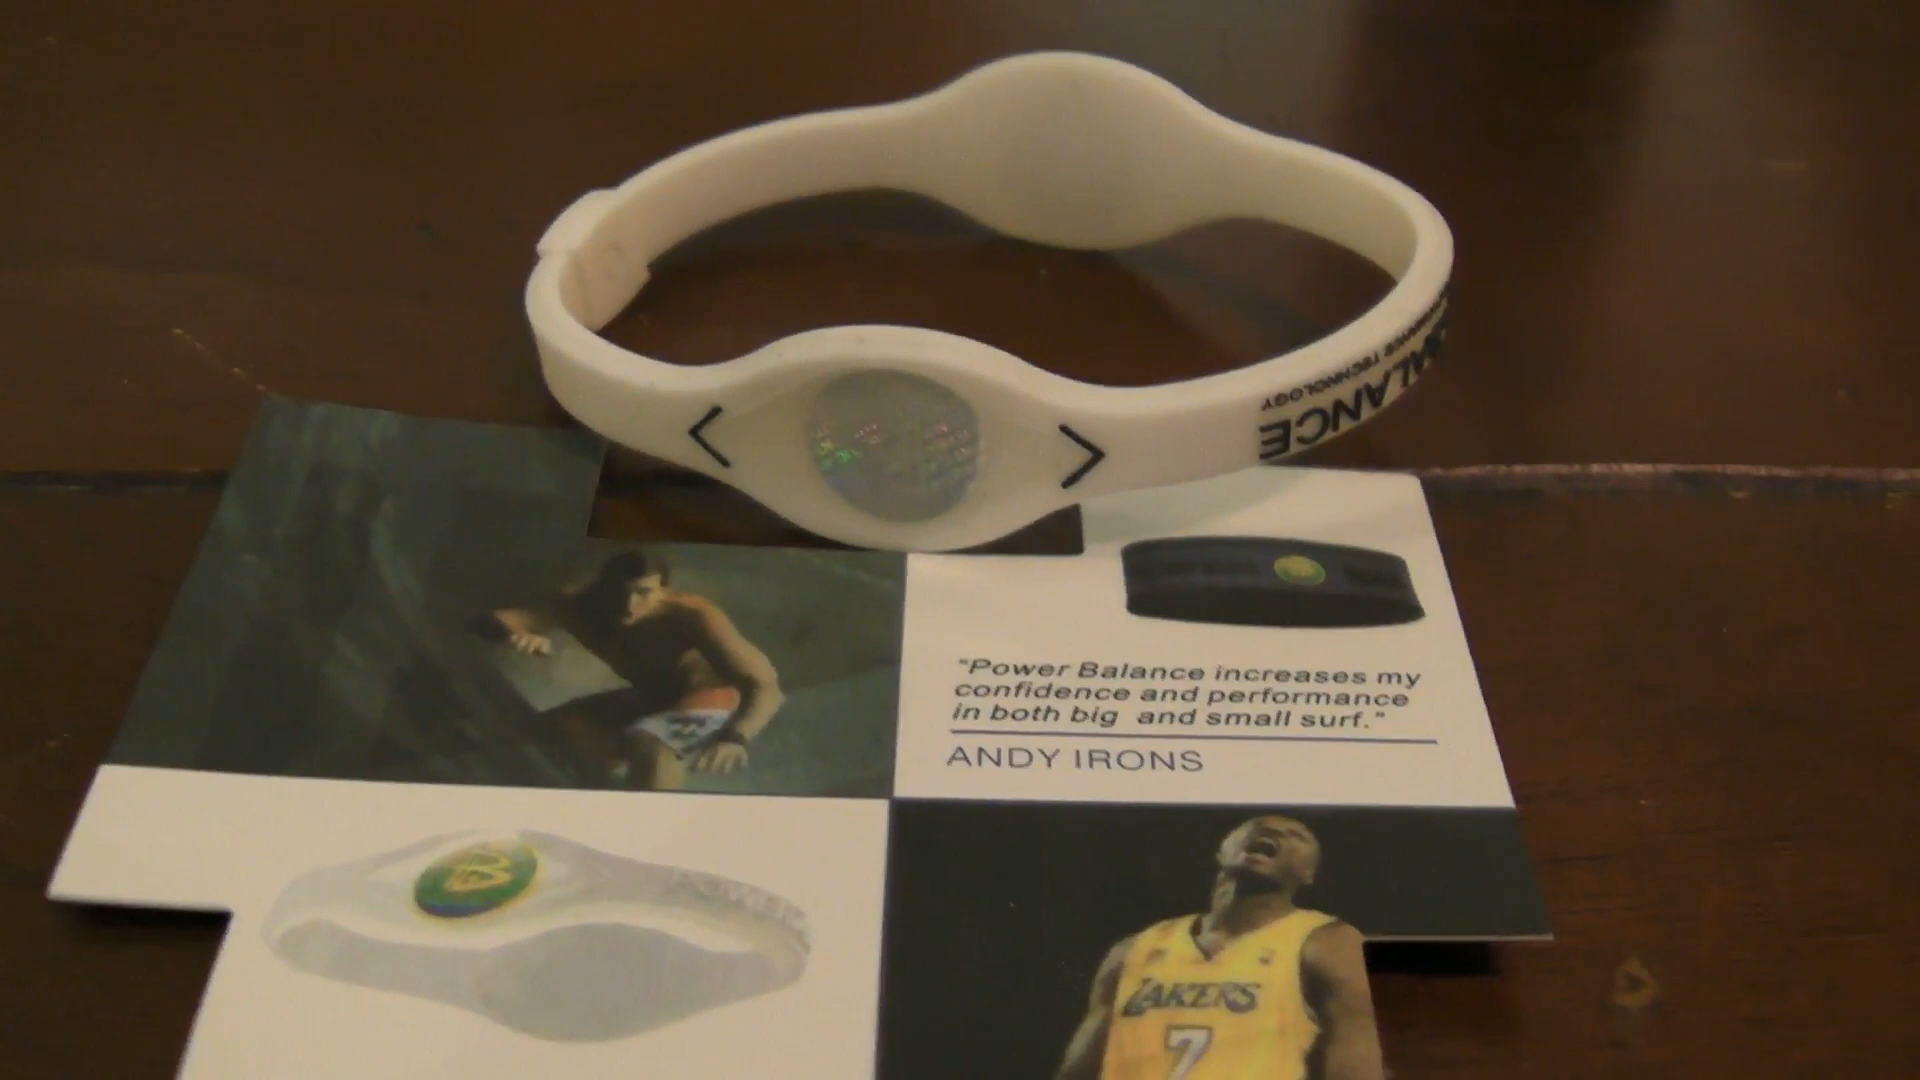 BALANCE
TECHNOLOGY
"Power Balance increases my
confidence and performance
in both big and small surf."
ANDY IRONS
POWER
LAKERS
7